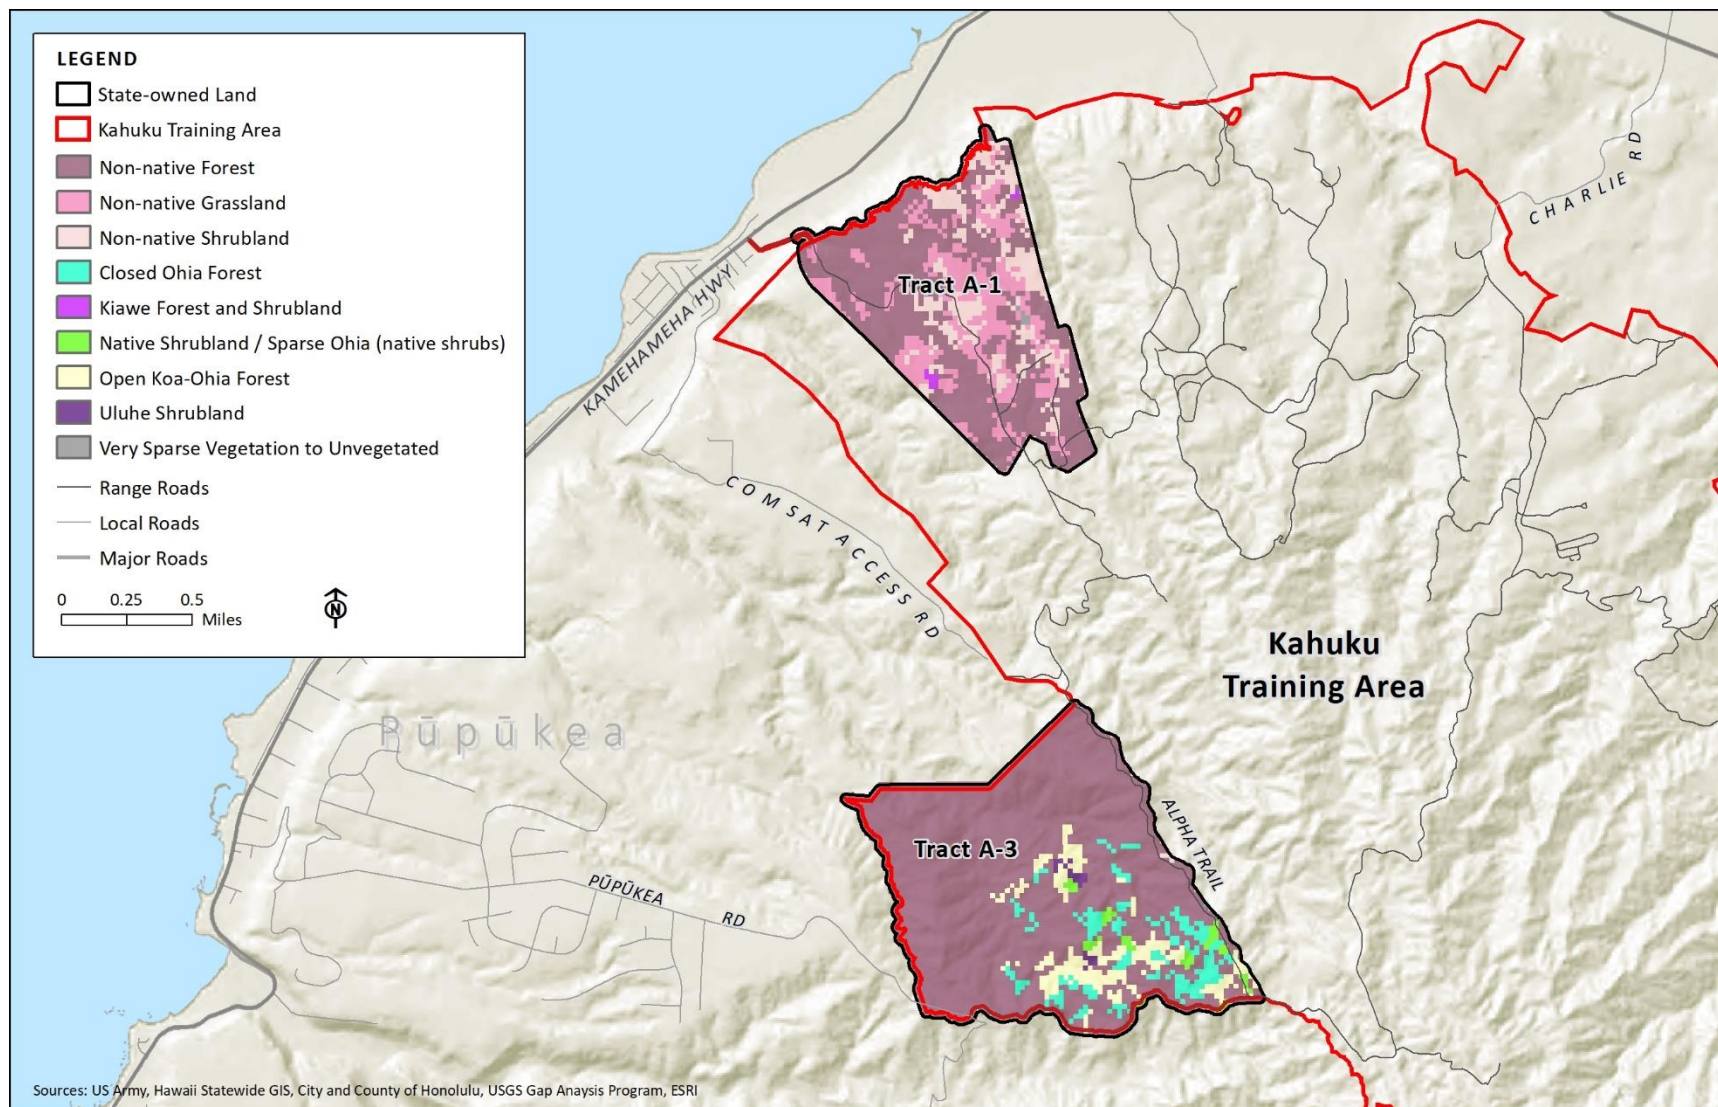 LEGEND
State-owned Land
Kahuku Training Area
Non-native Forest
Non-native Grassland
Non-native Shrubland
Closed Ohia Forest
Kiawe Forest and Shrubland
Native Shrubland / Sparse Ohia (native shrubs)
Open Koa-Ohia Forest
Uluhe Shrubland
Very Sparse Vegetation to Unvegetated
Range Roads
Local Roads
Major Roads
0 0.25 0.5
Miles
N
CHARLIE RD
KAMEHAMEHA HWY
Tract A-1
COMSAT ACCESS RD
Kahuku
Training Area
Pūpūkea
ALPHA TRAIL
Tract A-3
PŪPŪKEA RD
Sources: US Army, Hawaii Statewide GIS, City and County of Honolulu, USGS Gap Anaysis Program, ESRI